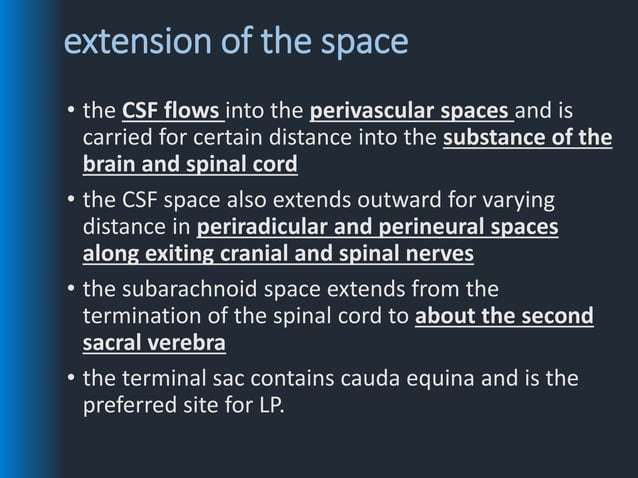 extension of the space
• the CSF flows into the perivascular spaces and is
carried for certain distance into the substance of the
brain and spinal cord
• the CSF space also extends outward for varying
distance in periradicular and perineural spaces
along exiting cranial and spinal nerves
• the subarachnoid space extends from the
termination of the spinal cord to about the second
sacral verebra
• the terminal sac contains cauda equina and is the
preferred site for LP.